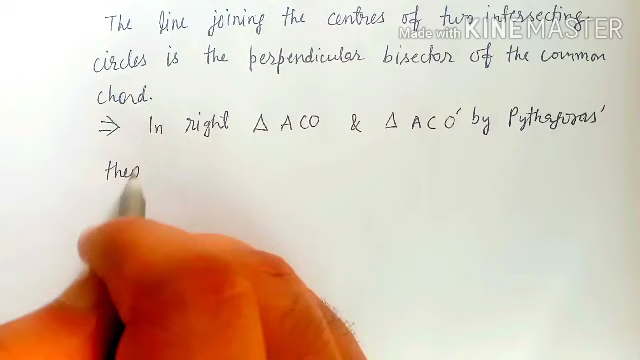 The line joining the centres of two intersecting
Made with KINEMASTER
circles is the perpendicular bisector of the common
chord.
⇒ In right Δ ACO & Δ ACO' by Pythagoras'
theo